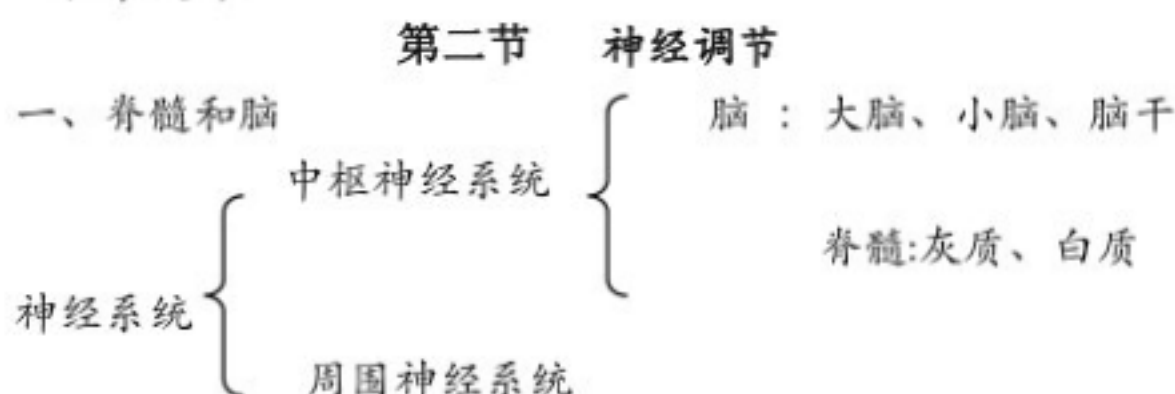 第二节 神经调节
一、脊髓和脑
脑 : 大脑、小脑、脑干
中枢神经系统
脊髓:灰质、白质
神经系统
周围神经系统